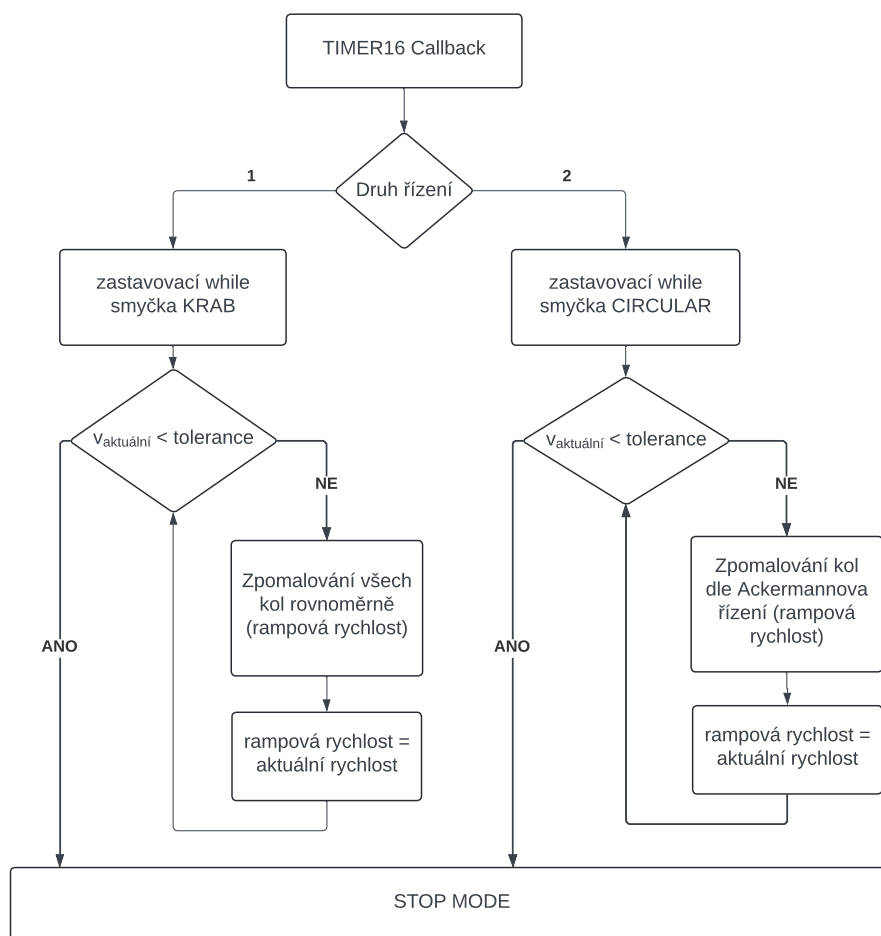 TIMER16 Callback
Druh řízení
1
2
zastavovací while
smyčka KRAB
zastavovací while
smyčka CIRCULAR
vaktuální < tolerance
vaktuální < tolerance
NE
NE
Zpomalování všech
kol rovnoměrně
(rampová rychlost)
Zpomalování kol
dle Ackermannova
řízení (rampová
rychlost)
ANO
ANO
rampová rychlost =
aktuální rychlost
rampová rychlost =
aktuální rychlost
STOP MODE